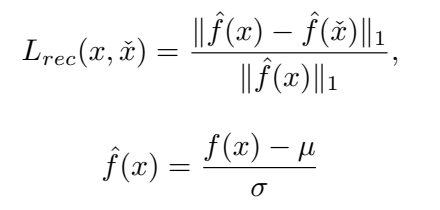 L_{rec}(x, \check{x}) = \frac{\|\hat{f}(x) - \hat{f}(\check{x})\|_1}{\|\hat{f}(x)\|_1},
\hat{f}(x) = \frac{f(x) - \mu}{\sigma}